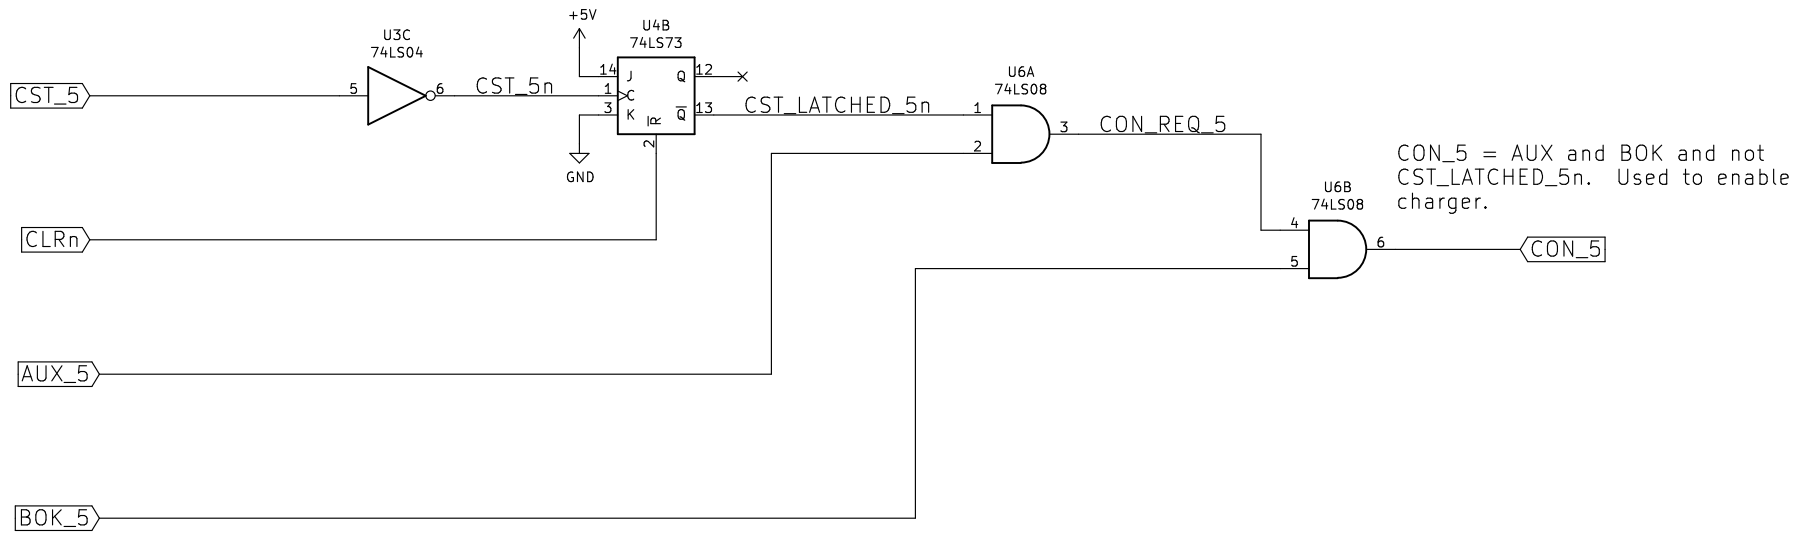 +5V
U4B
74LS73
U3C
74LS04
CST_5
5
6
CST_5n
14
1
3
J
C
K
Q
Q
R
12
13
2
GND
CST_LATCHED_5n
U6A
74LS08
1
2
3
CON_REQ_5
CON_5 = AUX and BOK and not
CST_LATCHED_5n.  Used to enable
charger.
U6B
74LS08
4
5
6
CON_5
CLRn
AUX_5
BOK_5